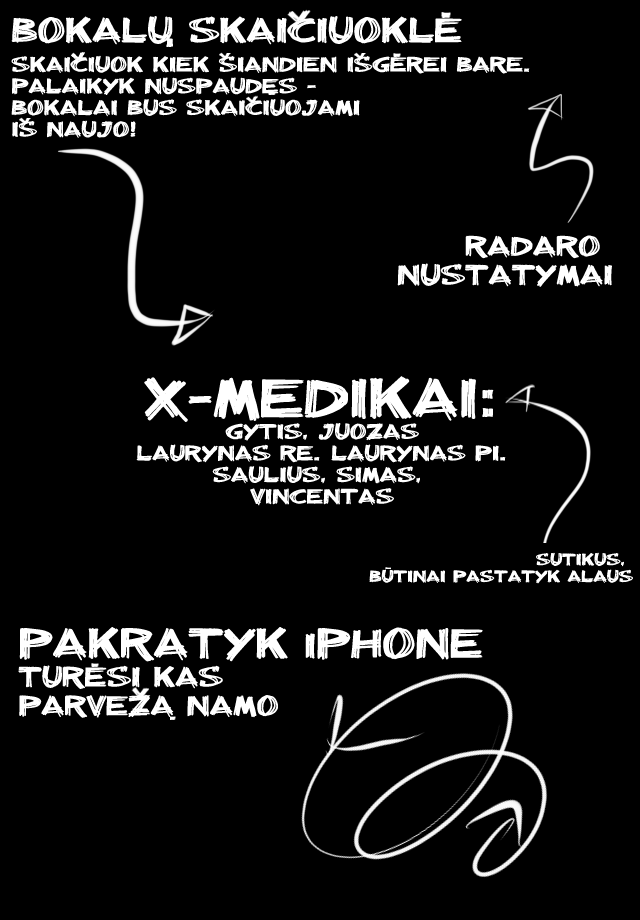 BOKALŲ SKAIČIUOKLĖ
SKAIČIUOK KIEK ŠIANDIEN IŠGĖREI BARE.
PALAIKYK NUSPAUDĘS -
BOKALAI BUS SKAIČIUOJAMI
IŠ NAUJO!
RADARO
NUSTATYMAI
X-MEDIKAI:
GYTIS, JUOZAS
LAURYNAS RE. LAURYNAS PI.
SAULIUS, SIMAS,
VINCENTAS
SUTIKUS,
BŪTINAI PASTATYK ALAUS
PAKRATYK iPHONE
TURĖSI KAS
PARVEŽĄ NAMO